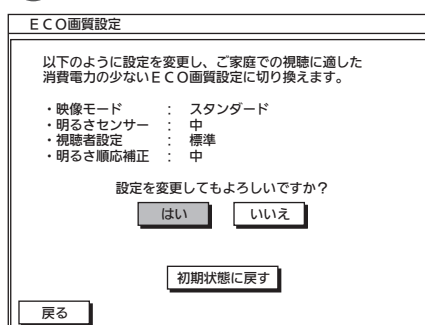 ECO画質設定
以下のように設定を変更し、ご家庭での視聴に適した
消費電力の少ないECO画質設定に切り換えます。
・映像モード : スタンダード
・明るさセンサー : 中
・視聴者設定 : 標準
・明るさ順応補正 : 中
設定を変更してもよろしいですか?
はい いいえ
初期状態に戻す
戻る